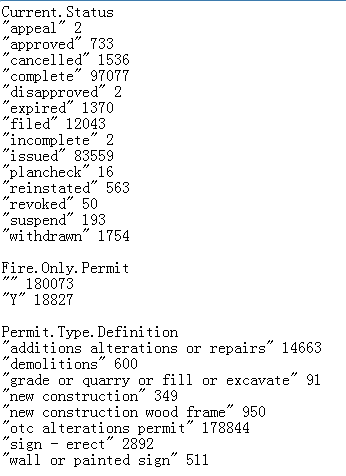 Current.Status
"appeal" 2
"approved" 733
"cancelled" 1536
"complete" 97077
"disapproved" 2
"expired" 1370
"filed" 12043
"incomplete" 2
"issued" 83559
"plancheck" 16
"reinstated" 563
"revoked" 50
"suspend" 193
"withdrawn" 1754
Fire.Only.Permit
"" 180073
"Y" 18827
Permit.Type.Definition
"additions alterations or repairs" 14663
"demolitions" 600
"grade or quarry or fill or excavate" 91
"new construction" 349
"new construction wood frame" 950
"otc alterations permit" 178844
"sign - erect" 2892
"wall or painted sign" 511